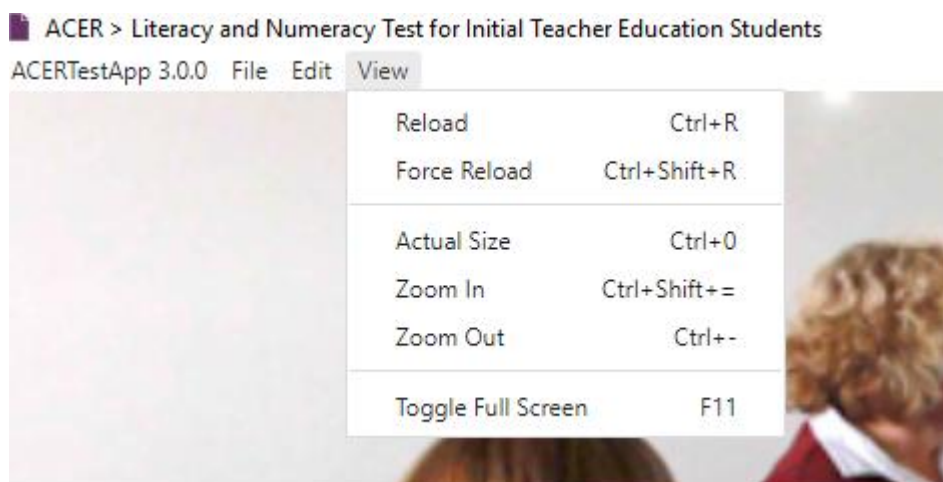 ACER > Literacy and Numeracy Test for Initial Teacher Education Students
ACERTestApp 3.0.0 File Edit View
Reload Ctrl+R
Force Reload Ctrl+Shift+R
Actual Size Ctrl+0
Zoom In Ctrl+Shift+=
Zoom Out Ctrl+-
Toggle Full Screen F11